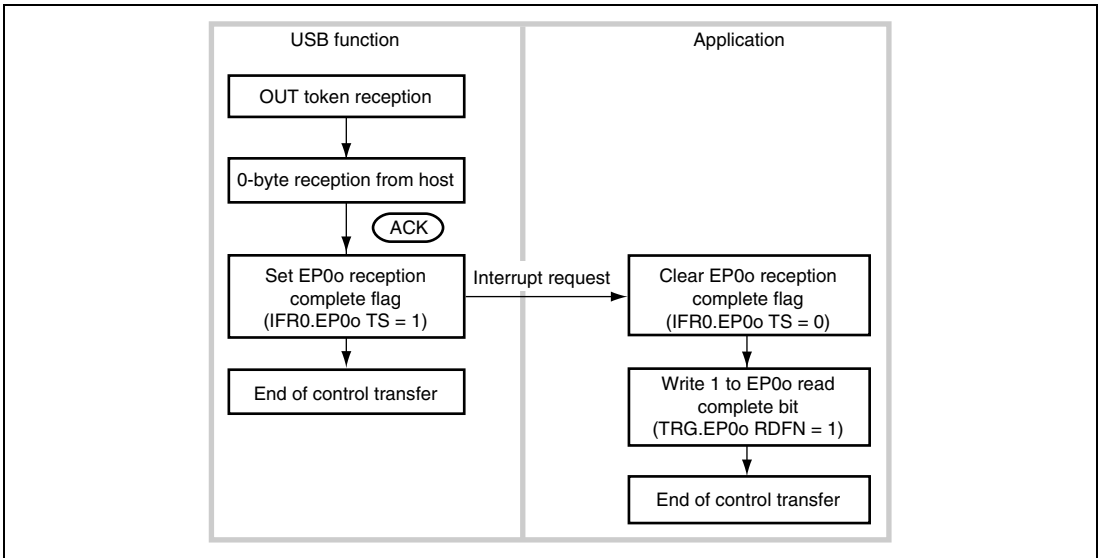 USB function
Application
OUT token reception
0-byte reception from host
ACK
Set EP0o reception
complete flag
(IFR0.EP0o TS = 1)
Interrupt request
Clear EP0o reception
complete flag
(IFR0.EP0o TS = 0)
End of control transfer
Write 1 to EP0o read
complete bit
(TRG.EP0o RDFN = 1)
End of control transfer